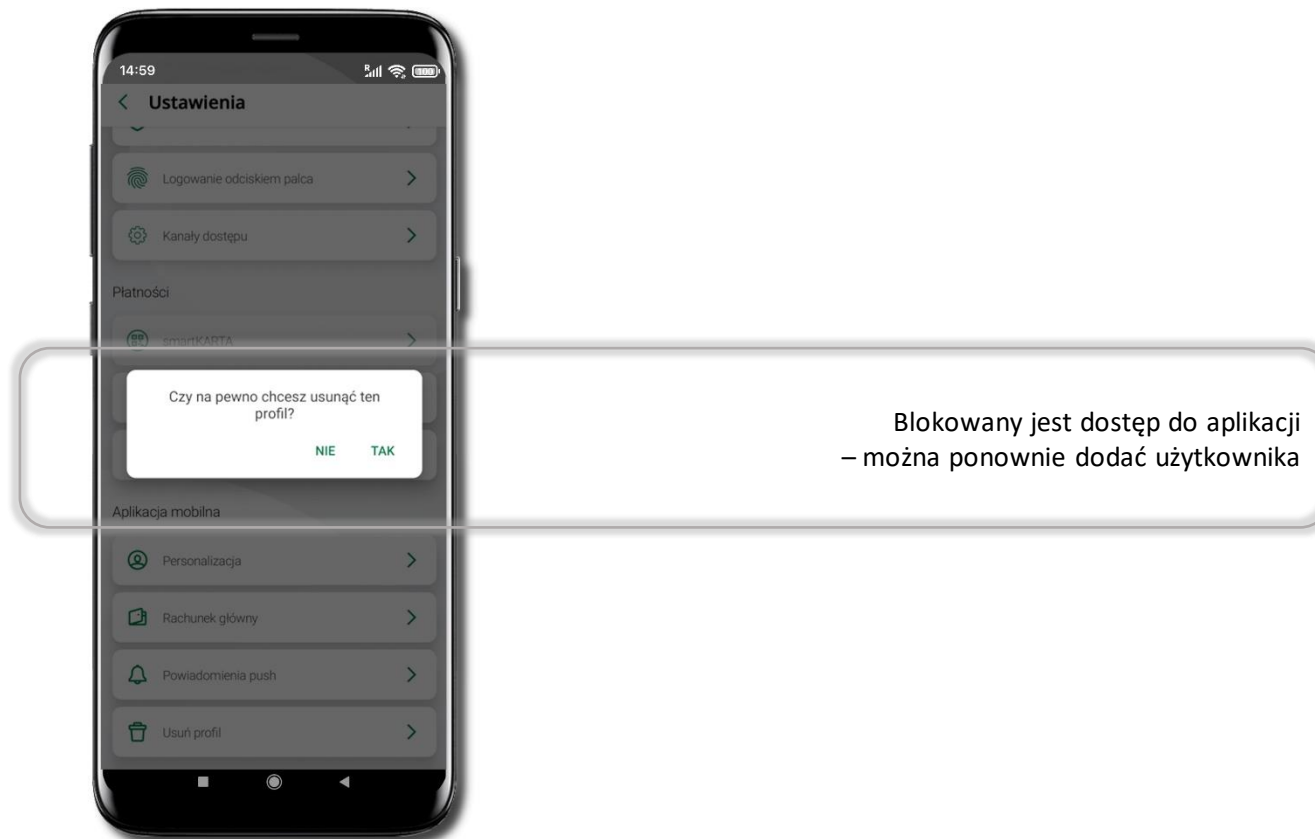 14:59
Ustawienia
Logowanie odciskiem palca
Kanały dostępu
Płatności
smartKARTA
Czy na pewno chcesz usunąć ten
profil?
NIE TAK
Blokowany jest dostęp do aplikacji
– można ponownie dodać użytkownika
Aplikacja mobilna
Personalizacja
Rachunek główny
Powiadomienia push
Usuń profil